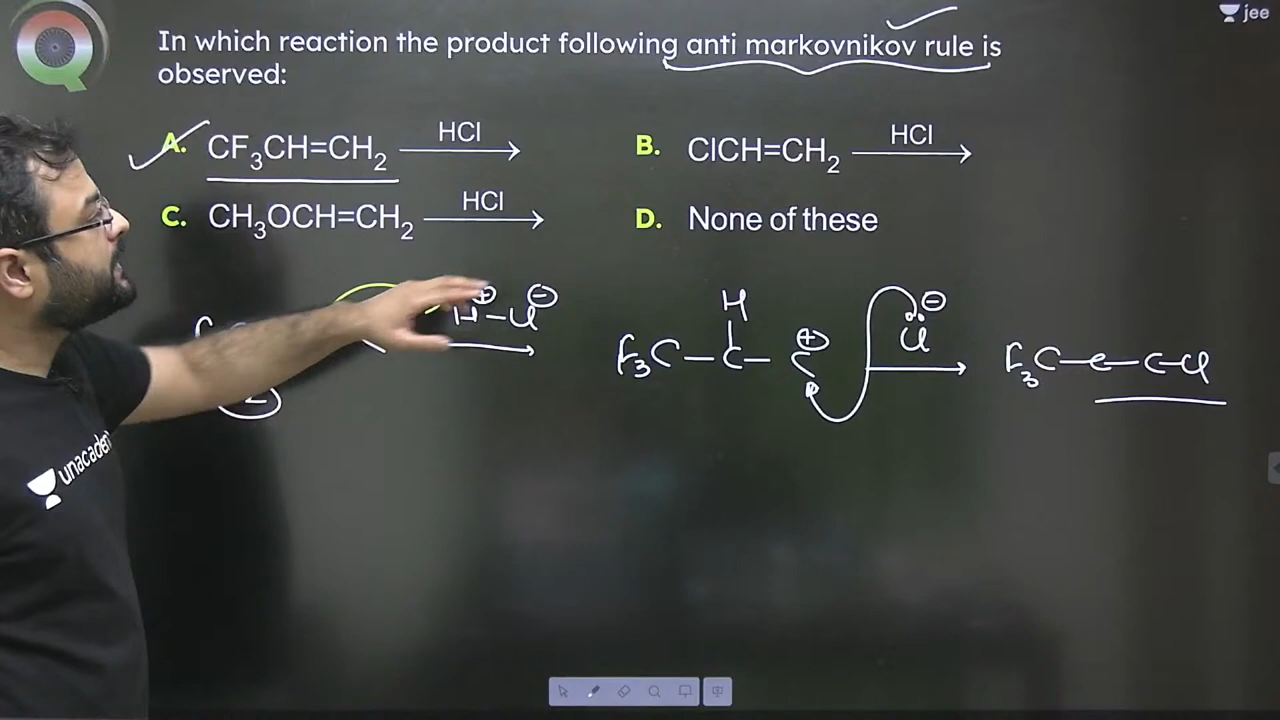 jee
In which reaction the product following anti markovnikov rule is
observed:
A. CF₃CH=CH₂ HCl
B. ClCH=CH₂ HCl
C. CH₃OCH=CH₂ HCl
D. None of these
H
⊕ ⊖
H–Cl
F₃C–C–C ⊕
Cl ⊖
F₃C–C–C–Cl
unacademy